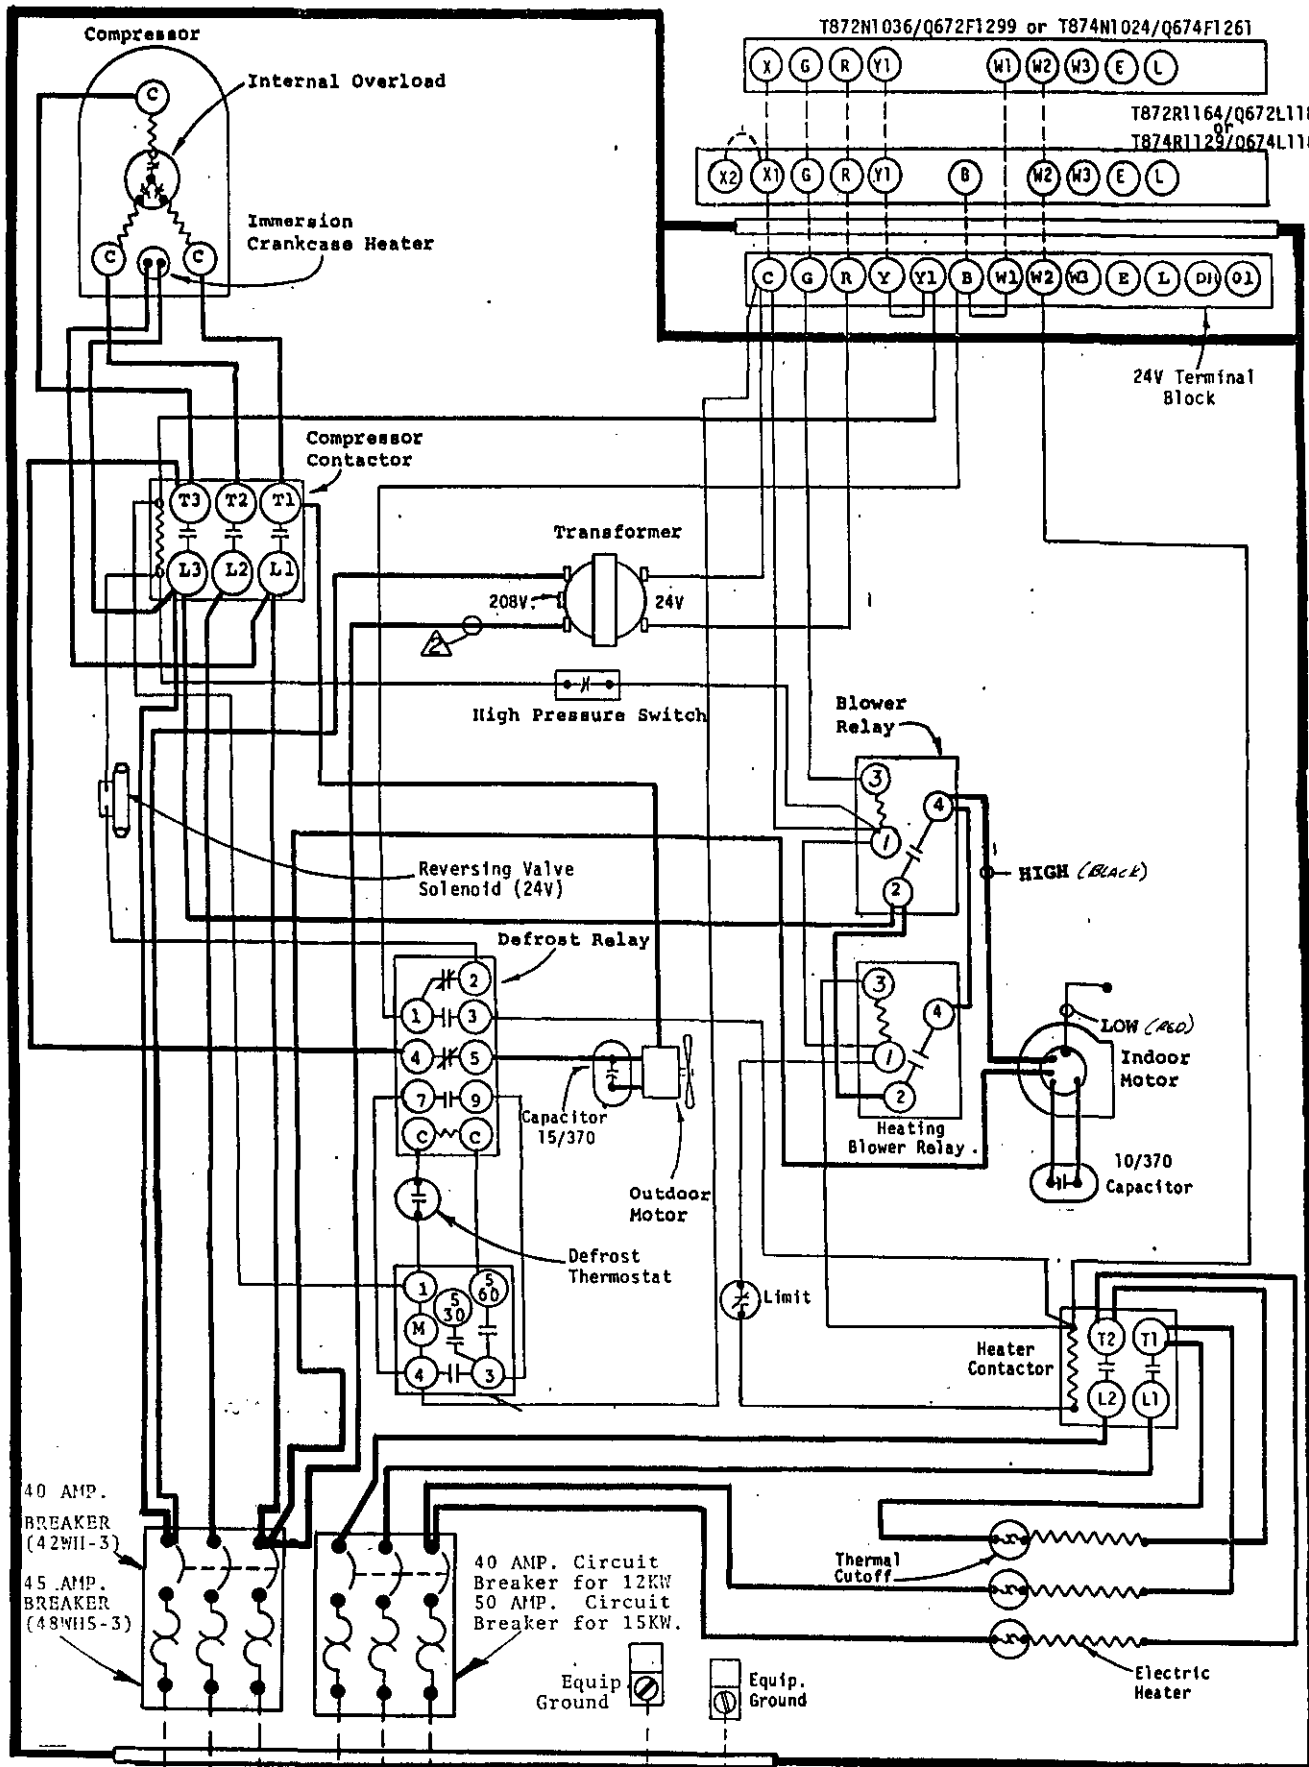 Compressor
T872N1036/Q672F1299 or T874N1024/Q674F1261
X G R Y1 W1 W2 W3 E L
C
Internal Overload
T872R1164/Q672L118
or
T874R1129/Q674L118
X2 X1 G R Y1 B W2 W3 E L
Immersion
Crankcase Heater
C C
C G R Y Y1 B W1 W2 W3 E L DH O1
24V Terminal
Block
Compressor
Contactor
T3 T2 T1
L3 L2 L1
Transformer
208V. 24V
2
High Pressure Switch
Blower
Relay
3
4
1
2
HIGH (BLACK)
Reversing Valve
Solenoid (24V)
Defrost Relay
2
1 3
4 5
7 9
C C
3
4
1
2
Heating
Blower Relay.
LOW (RED)
Indoor
Motor
10/370
Capacitor
Capacitor
15/370
Outdoor
Motor
Defrost
Thermostat
1
S
30
S
60
M
4 3
Limit
Heater
Contactor
T2 T1
L2 L1
40 AMP.
BREAKER
(42WH-3)
45 AMP.
BREAKER
(48WHS-3)
40 AMP. Circuit
Breaker for 12KW
50 AMP. Circuit
Breaker for 15KW.
Thermal
Cutoff
Electric
Heater
Equip
Ground
Equip.
Ground